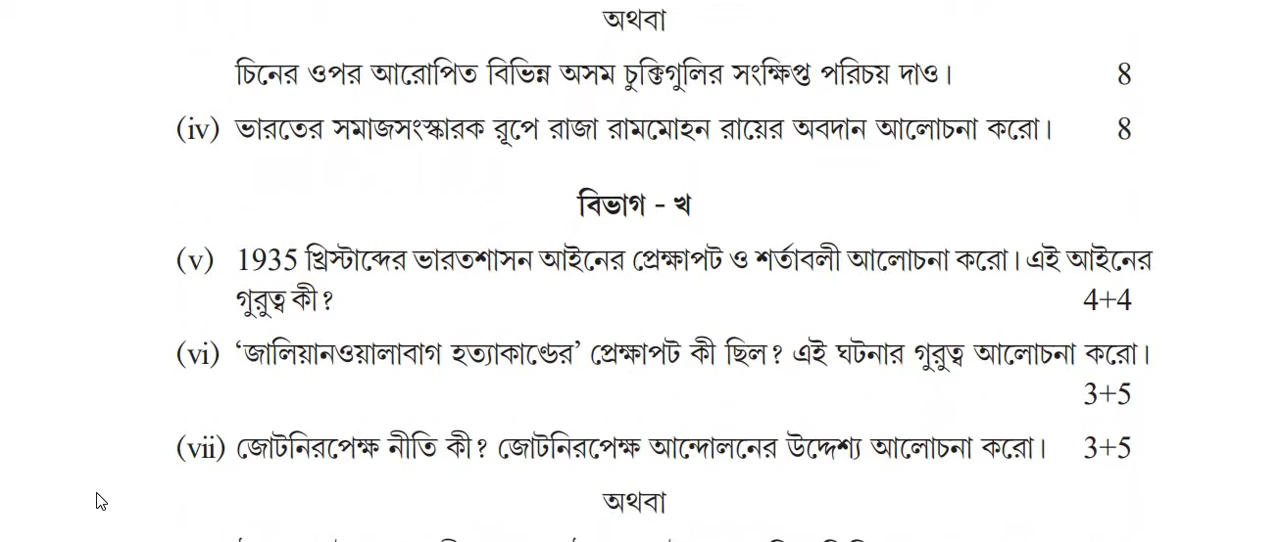 অথবা
চিনের ওপর আরোপিত বিভিন্ন অসম চুক্তিগুলির সংক্ষিপ্ত পরিচয় দাও। 8
(iv) ভারতের সমাজসংস্কারক রূপে রাজা রামমোহন রায়ের অবদান আলোচনা করো। 8
বিভাগ - খ
(v) 1935 খ্রিস্টাব্দের ভারতশাসন আইনের প্রেক্ষাপট ও শর্তাবলী আলোচনা করো। এই আইনের
গুরুত্ব কী? 4+4
(vi) ‘জালিয়ানওয়ালাবাগ হত্যাকাণ্ডের’ প্রেক্ষাপট কী ছিল? এই ঘটনার গুরুত্ব আলোচনা করো।
3+5
(vii) জোটনিরপেক্ষ নীতি কী? জোটনিরপেক্ষ আন্দোলনের উদ্দেশ্য আলোচনা করো। 3+5
অথবা